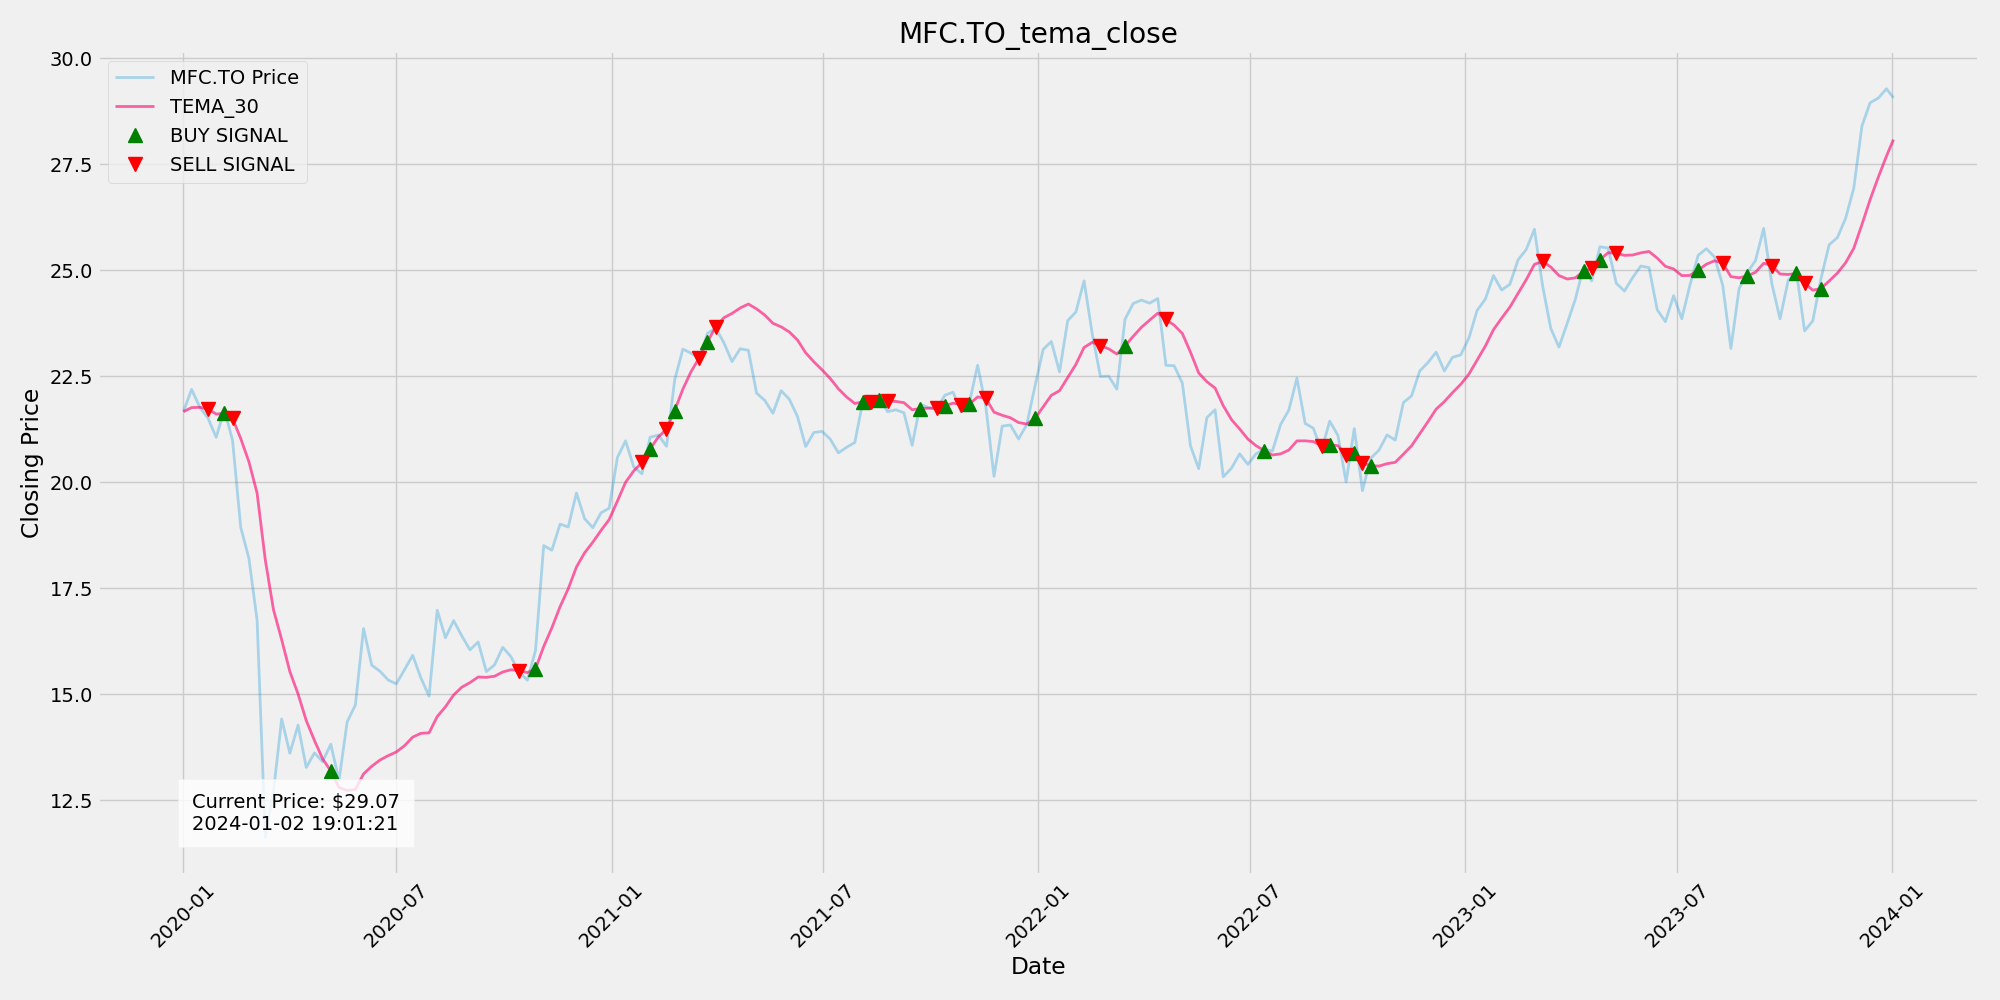 MFC.TO_tema_close
30.0
27.5
25.0
22.5
20.0
17.5
15.0
12.5
Closing Price
MFC.TO Price
TEMA_30
BUY SIGNAL
SELL SIGNAL
Current Price: $29.07
2024-01-02 19:01:21
2020-01
2020-07
2021-01
2021-07
2022-01
2022-07
2023-01
2023-07
2024-01
Date